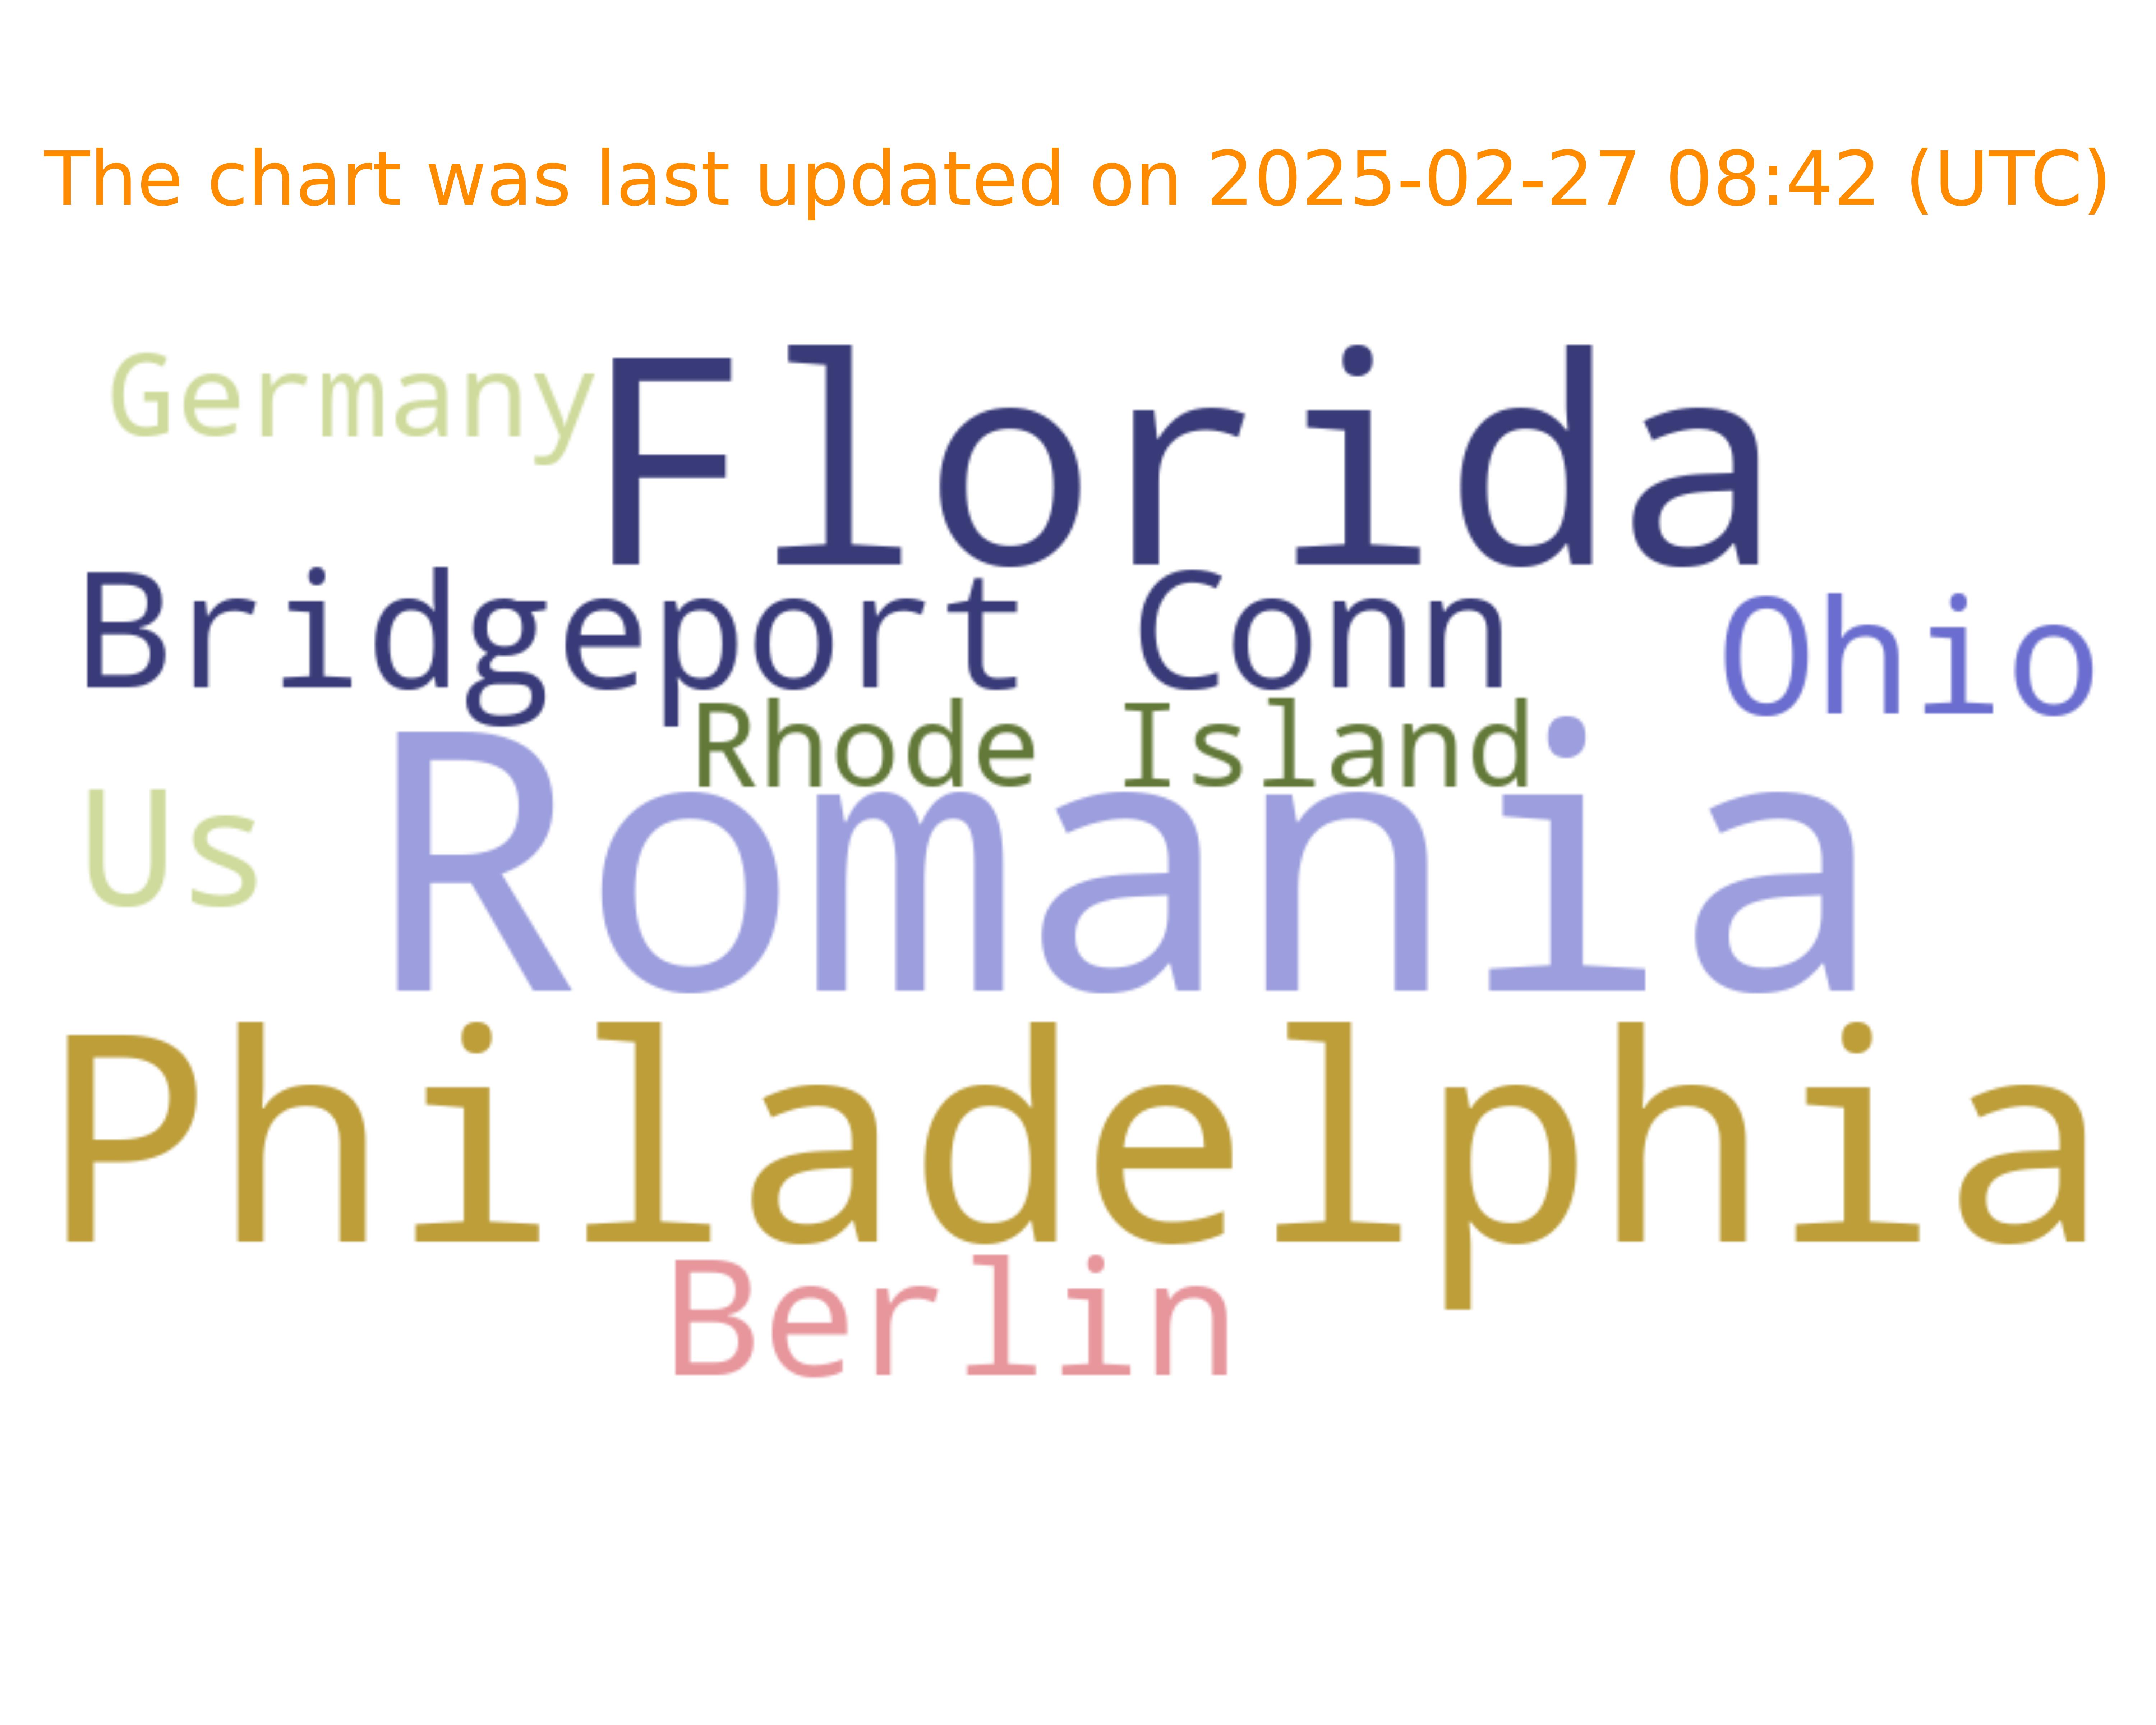 The chart was last updated on 2025-02-27 08:42 (UTC)
Germany
Florida
Bridgeport Conn
Ohio
Rhode Island
Us
Romania
Philadelphia
Berlin